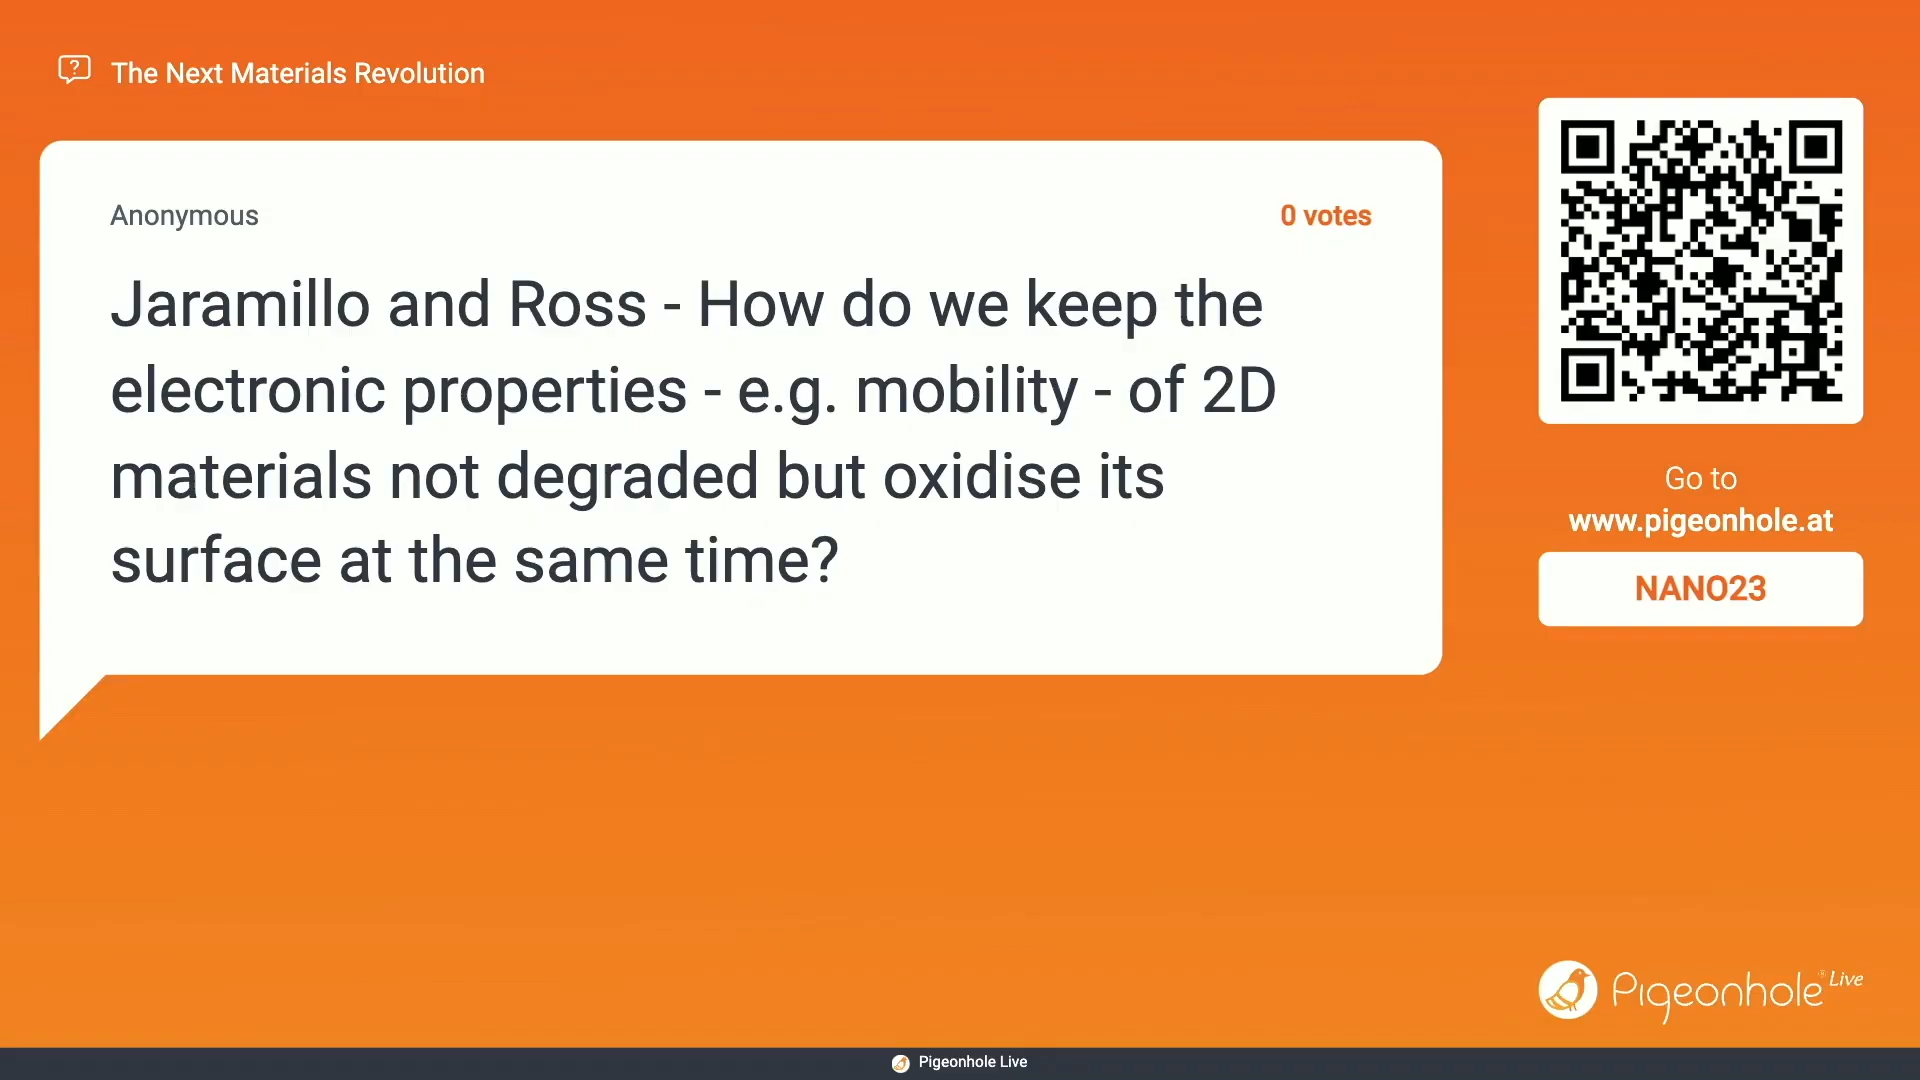 The Next Materials Revolution
Anonymous
0 votes
Jaramillo and Ross - How do we keep the
electronic properties - e.g. mobility - of 2D
materials not degraded but oxidise its
surface at the same time?
Go to
www.pigeonhole.at
NANO23
Pigeonhole® Live
Pigeonhole Live